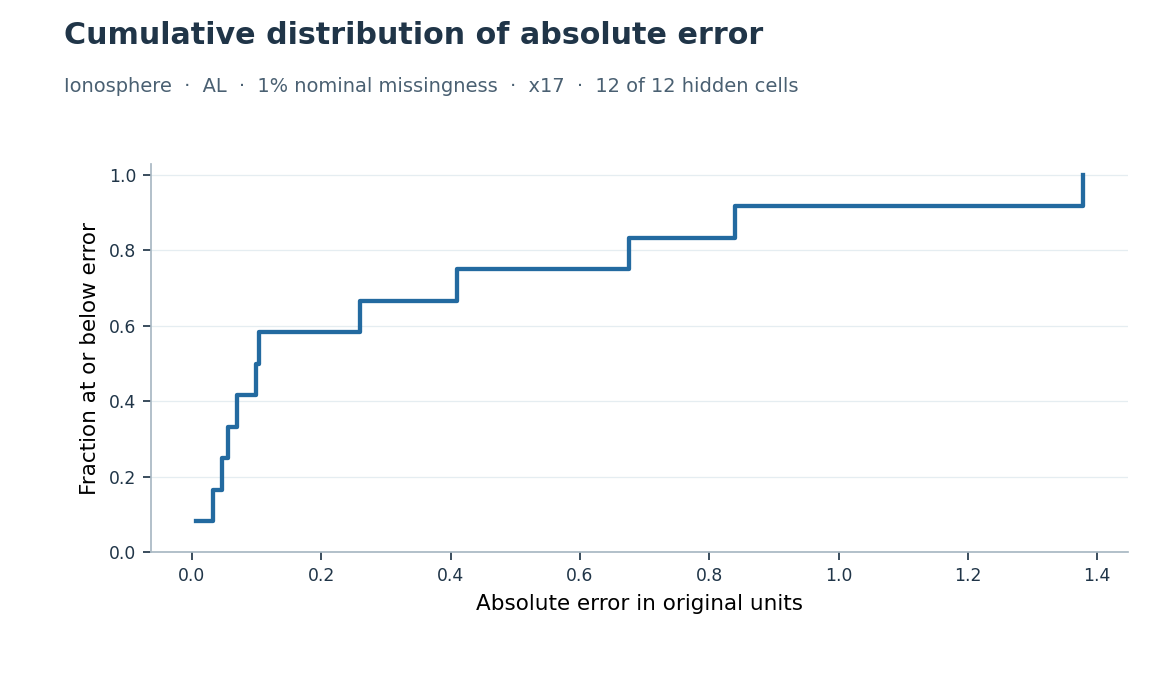 Cumulative distribution of absolute error
Ionosphere · AL · 1% nominal missingness · x17 · 12 of 12 hidden cells
Fraction at or below error
1.0
0.8
0.6
0.4
0.2
0.0
0.0 0.2 0.4 0.6 0.8 1.0 1.2 1.4
Absolute error in original units